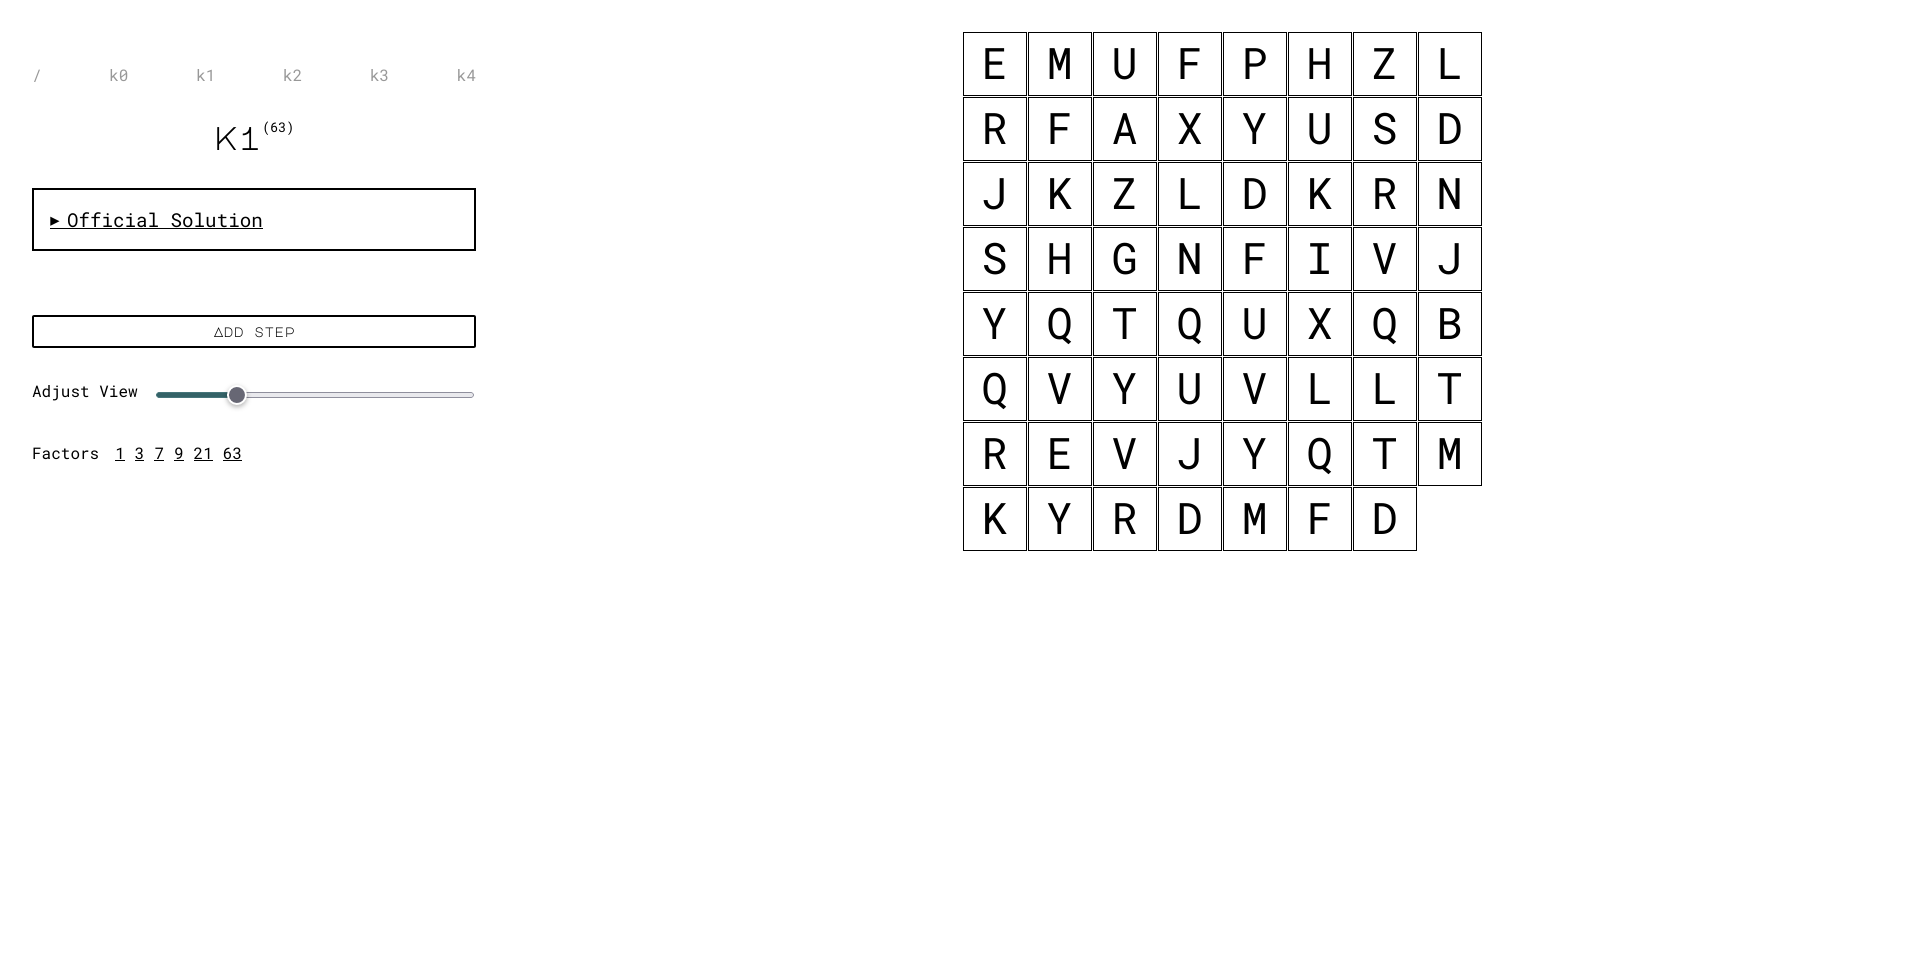 / k0 k1 k2 k3 k4
K1(63)
▶ Official Solution
ADD STEP
Adjust View
Factors 1 3 7 9 21 63
E M U F P H Z L
R F A X Y U S D
J K Z L D K R N
S H G N F I V J
Y Q T Q U X Q B
Q V Y U V L L T
R E V J Y Q T M
K Y R D M F D